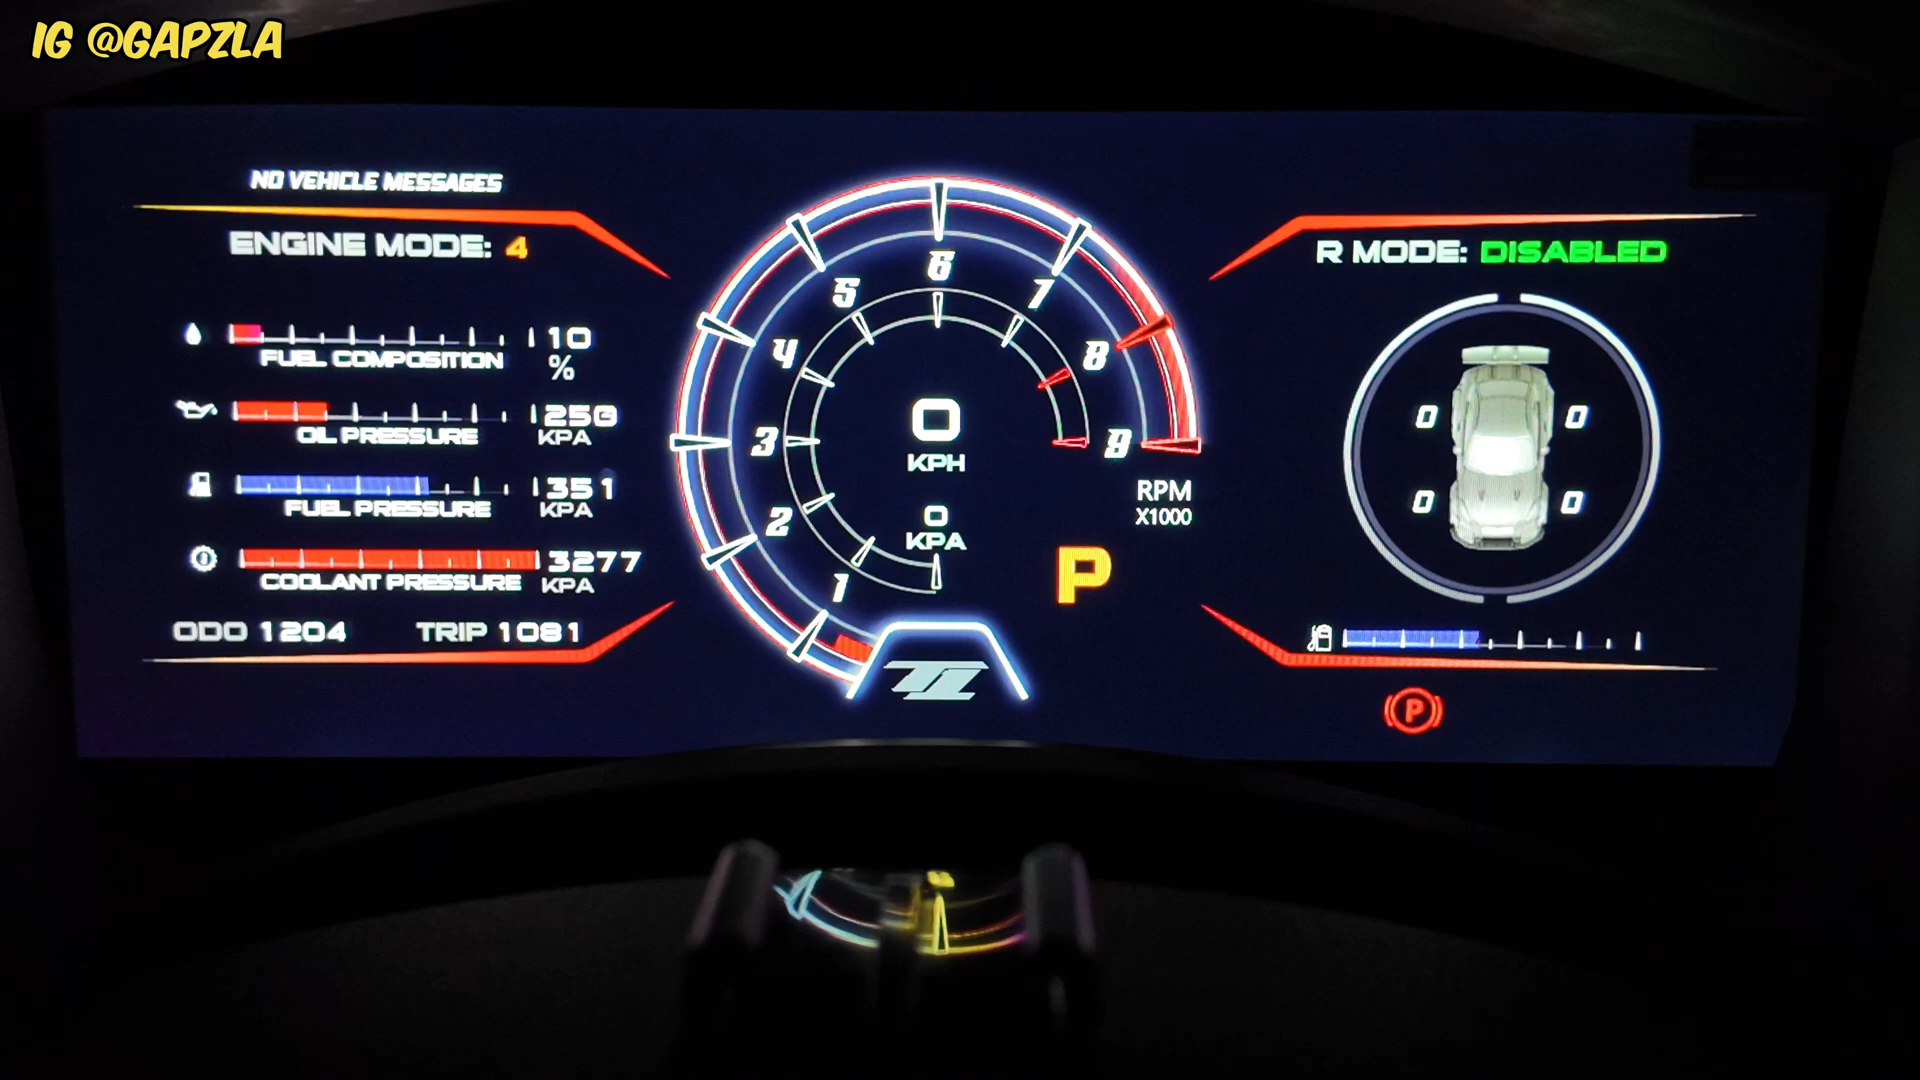 IG @GAPZLA
NO VEHICLE MESSAGES
ENGINE MODE: 4
10
%
FUEL COMPOSITION
OIL PRESSURE
KPA
351
FUEL PRESSURE
KPA
3277
COOLANT PRESSURE
KPA
ODO 1204
TRIP 1081
1
2
3
4
5
6
7
8
9
RPM
X1000
0
KPH
0
KPA
P
R MODE: DISABLED
0 0
0 0
P